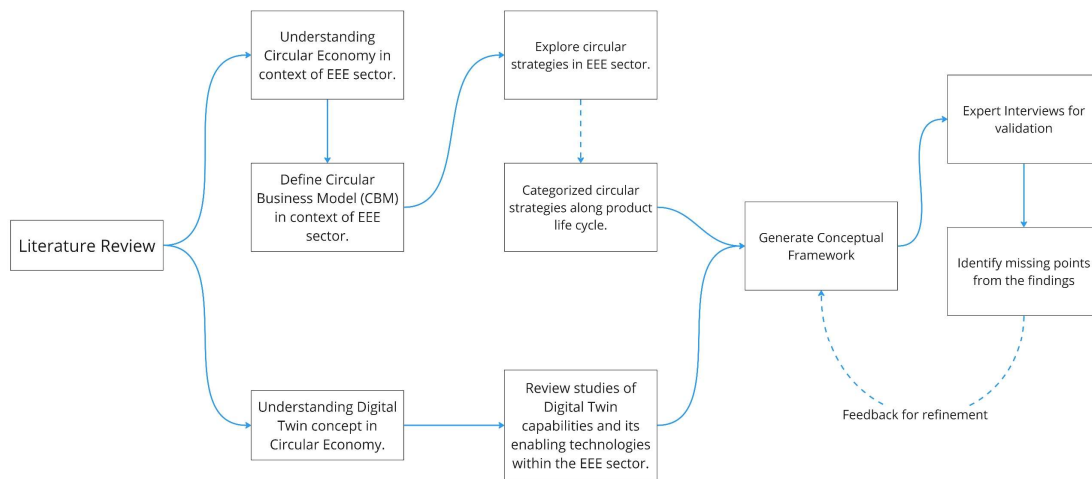 Literature Review
Understanding
Circular Economy in
context of EEE sector.
Define Circular
Business Model (CBM)
in context of EEE
sector.
Explore circular
strategies in EEE sector.
Categorized circular
strategies along product
life cycle.
Understanding Digital
Twin concept in
Circular Economy.
Review studies of
Digital Twin
capabilities and its
enabling technologies
within the EEE sector.
Generate Conceptual
Framework
Expert Interviews for
validation
Identify missing points
from the findings
Feedback for refinement